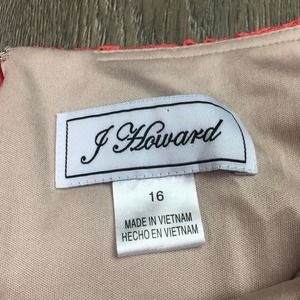 J Howard
16
MADE IN VIETNAM
HECHO EN VIETNAM